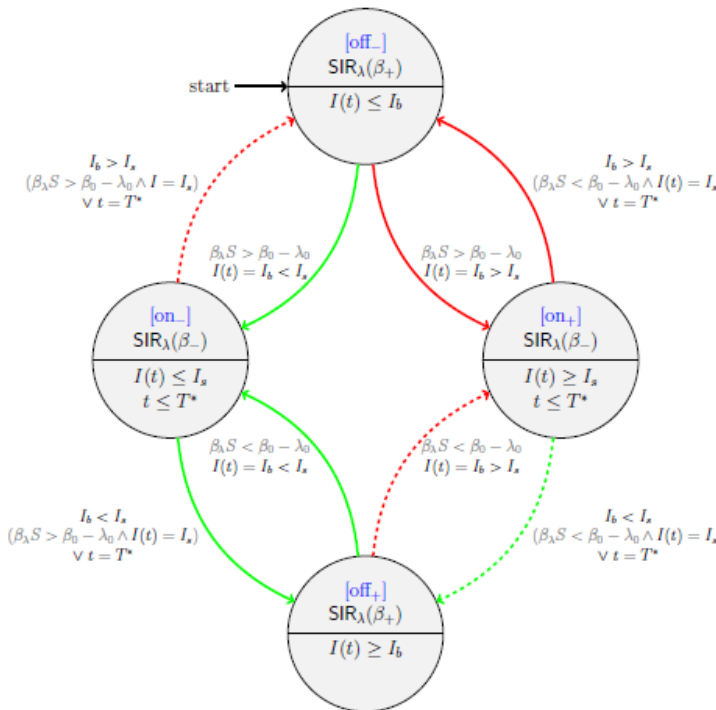 [off₋]
SIR_λ(β₊)
start
I(t) ≤ I_b
I_b > I_s
(β_λS > β₀ − λ₀ ∧ I = I_s)
∨ t = T*
I_b > I_s
(β_λS < β₀ − λ₀ ∧ I(t) = I_s
∨ t = T*
β_λS > β₀ − λ₀
I(t) = I_b < I_s
β_λS > β₀ − λ₀
I(t) = I_b > I_s
[on₋]
SIR_λ(β₋)
I(t) ≤ I_s
t ≤ T*
[on₊]
SIR_λ(β₋)
I(t) ≥ I_s
t ≤ T*
β_λS < β₀ − λ₀
I(t) = I_b < I_s
β_λS < β₀ − λ₀
I(t) = I_b > I_s
I_b < I_s
(β_λS > β₀ − λ₀ ∧ I(t) = I_s)
∨ t = T*
I_b < I_s
(β_λS < β₀ − λ₀ ∧ I(t) = I_s
∨ t = T*
[off₊]
SIR_λ(β₊)
I(t) ≥ I_b